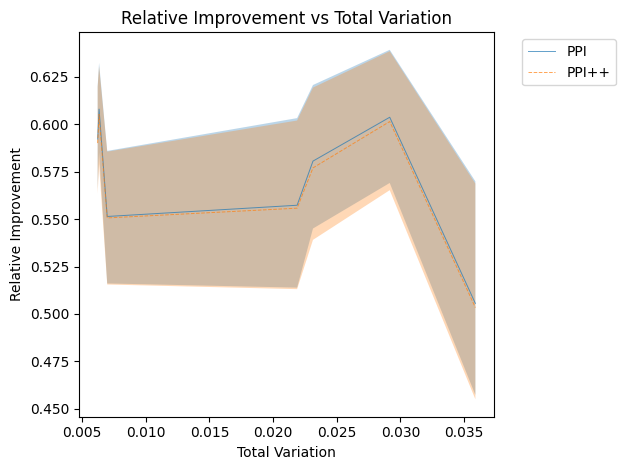 Relative Improvement vs Total Variation
PPI
PPI++
Relative Improvement
0.625
0.600
0.575
0.550
0.525
0.500
0.475
0.450
0.005 0.010 0.015 0.020 0.025 0.030 0.035
Total Variation